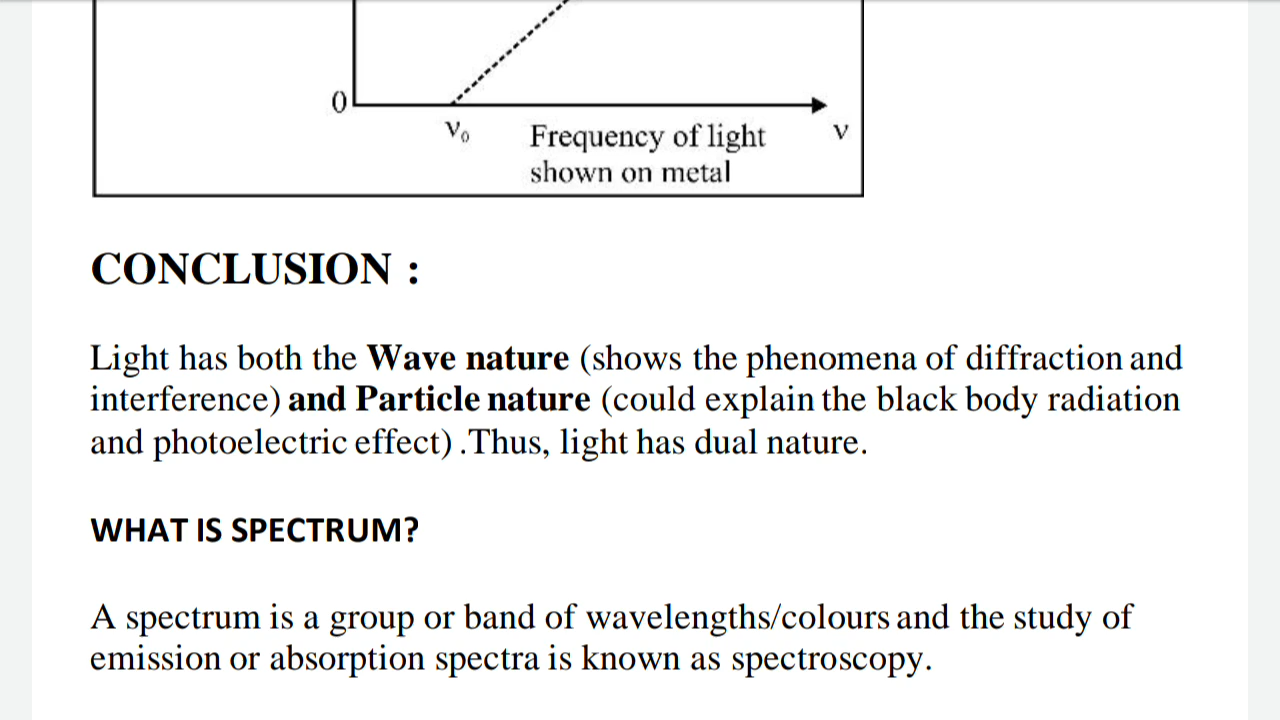 0
ν₀
Frequency of light
ν
shown on metal
CONCLUSION :
Light has both the Wave nature (shows the phenomena of diffraction and
interference) and Particle nature (could explain the black body radiation
and photoelectric effect) .Thus, light has dual nature.
WHAT IS SPECTRUM?
A spectrum is a group or band of wavelengths/colours and the study of
emission or absorption spectra is known as spectroscopy.